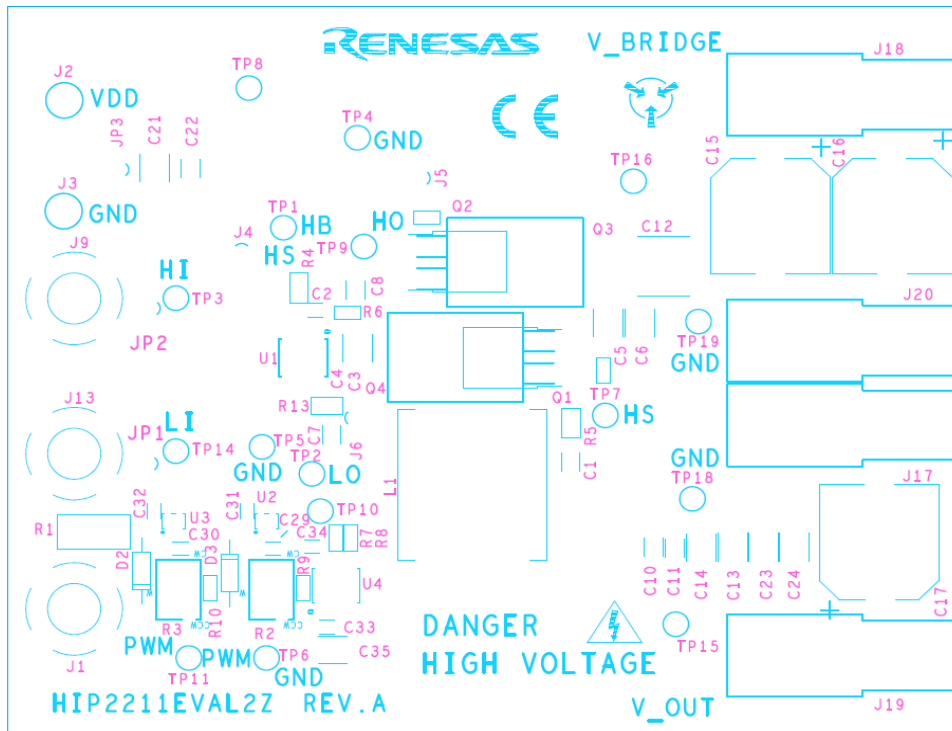 RENESAS
V_BRIDGE
J18
J2
VDD
TP8
JP3
C21
C22
TP4
GND
C15
C16
TP16
J5
J3
GND
TP1
HB
HO
Q2
Q3
C12
J9
J4
HS
R4
TP9
HI
TP3
C2
C8
R6
J20
JP2
U1
C4
C3
Q4
C5
C6
TP19
GND
TP7
HS
J13
R13
Q1
R5
JP1
LI
TP14
TP5
GND
C7
J6
TP2
LO
C1
GND
TP18
J17
L1
C32
C31
U2
U3
C29
TP10
R1
C30
C34
R7
R8
D2
D3
CW
CW
R9
U4
W
W
C10
C11
C14
C13
C23
C24
C17
R3
R10
R2
CCW
CCW
C33
C35
J1
PWM
PWM
TP11
TP6
GND
DANGER
HIGH VOLTAGE
TP15
HIP2211EVAL2Z REV.A
V_OUT
J19